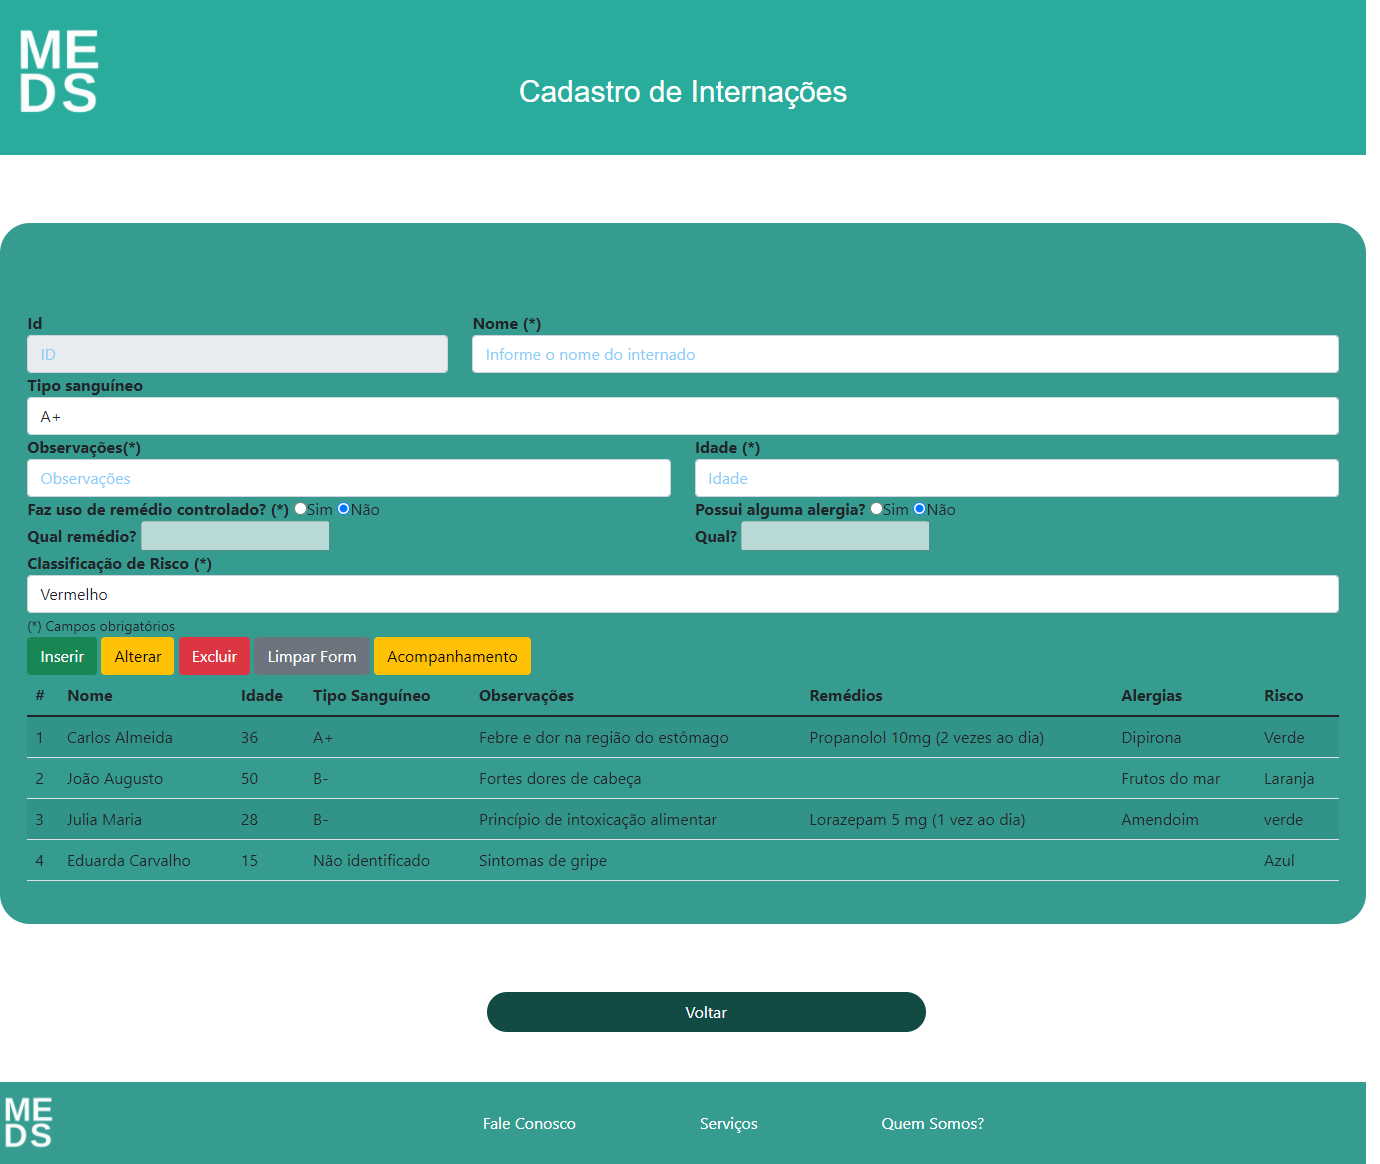 ME
DS
Cadastro de Internações
Id Nome (*)
ID Informe o nome do internado
Tipo sanguíneo
A+
Observações(*) Idade (*)
Observações Idade
Faz uso de remédio controlado? (*) Sim Não Possui alguma alergia? Sim Não
Qual remédio? Qual?
Classificação de Risco (*)
Vermelho
(*) Campos obrigatórios
Inserir Alterar Excluir Limpar Form Acompanhamento
# Nome Idade Tipo Sanguíneo Observações Remédios Alergias Risco
1 Carlos Almeida 36 A+ Febre e dor na região do estômago Propanolol 10mg (2 vezes ao dia) Dipirona Verde
2 João Augusto 50 B- Fortes dores de cabeça Frutos do mar Laranja
3 Julia Maria 28 B- Princípio de intoxicação alimentar Lorazepam 5 mg (1 vez ao dia) Amendoim verde
4 Eduarda Carvalho 15 Não identificado Sintomas de gripe Azul
Voltar
ME
DS
Fale Conosco Serviços Quem Somos?